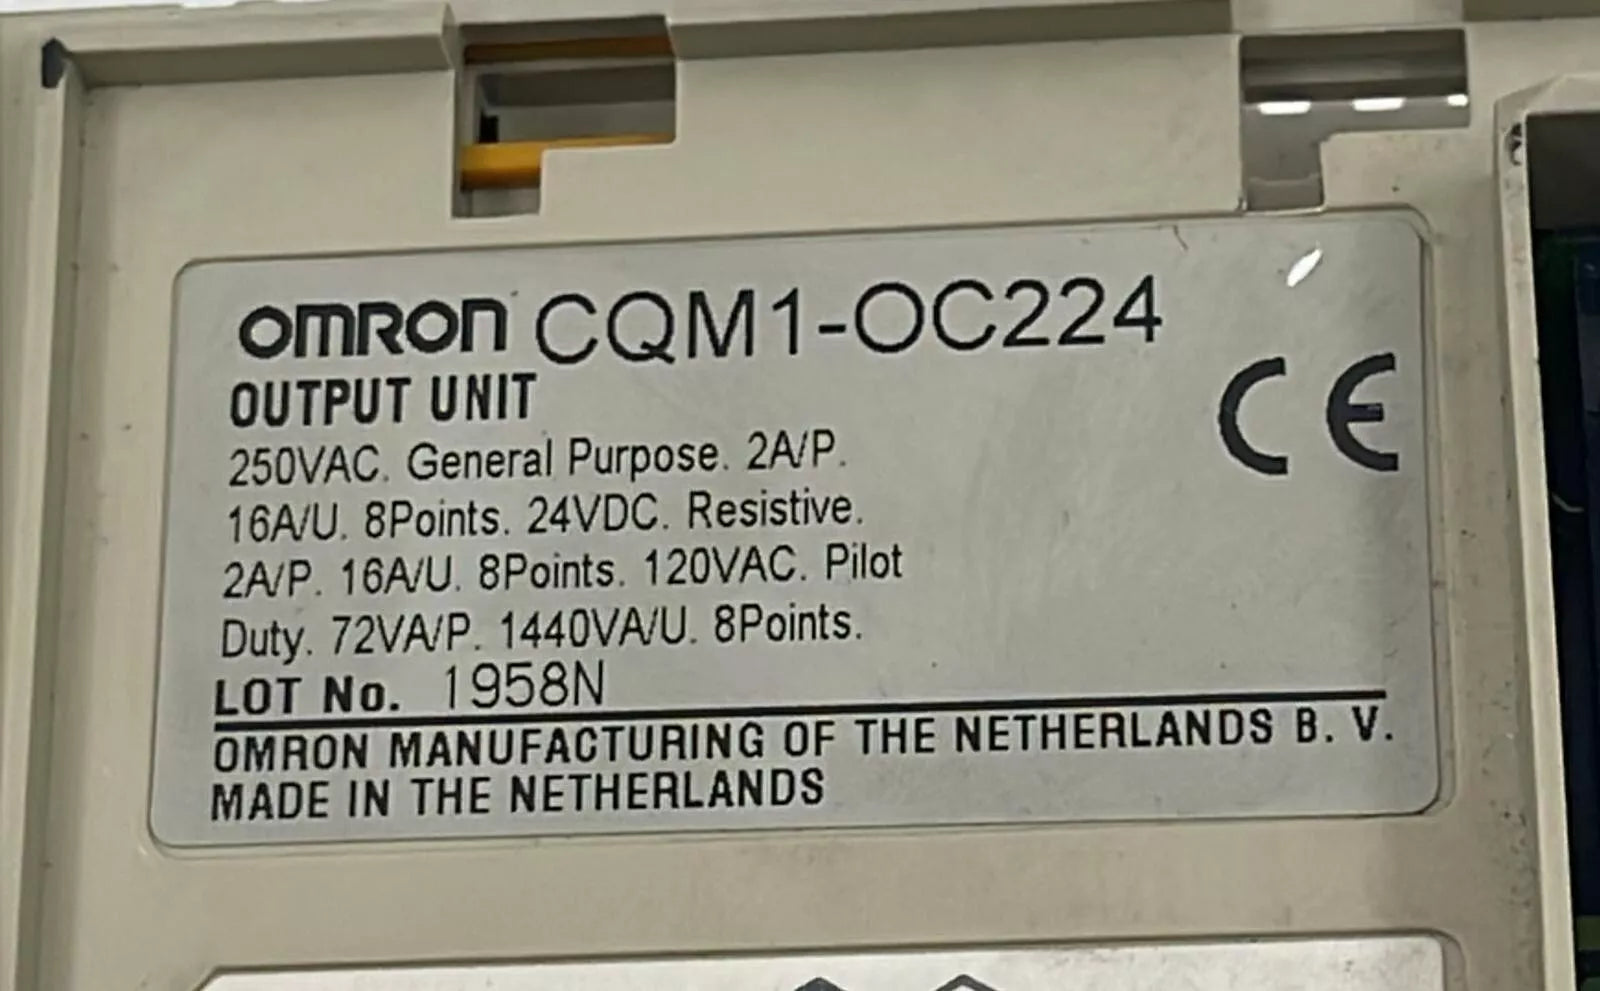 OMRON CQM1-OC224
OUTPUT UNIT
250VAC. General Purpose. 2A/P.
16A/U. 8Points. 24VDC. Resistive.
2A/P. 16A/U. 8Points. 120VAC. Pilot
Duty. 72VA/P. 1440VA/U. 8Points.
CE
LOT No. 1958N
OMRON MANUFACTURING OF THE NETHERLANDS B. V.
MADE IN THE NETHERLANDS